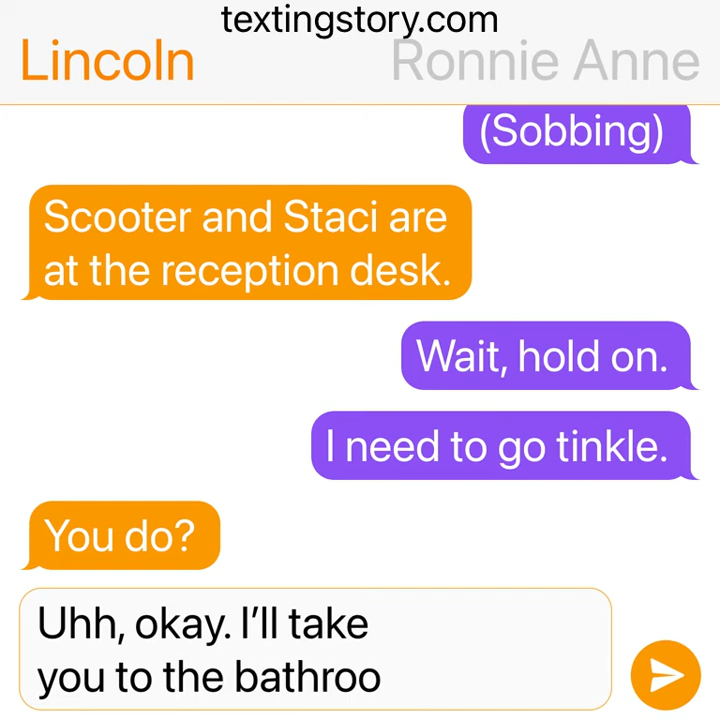 textingstory.com
Lincoln
Ronnie Anne
(Sobbing)
Scooter and Staci are
at the reception desk.
Wait, hold on.
I need to go tinkle.
You do?
Uhh, okay. I’ll take
you to the bathroo